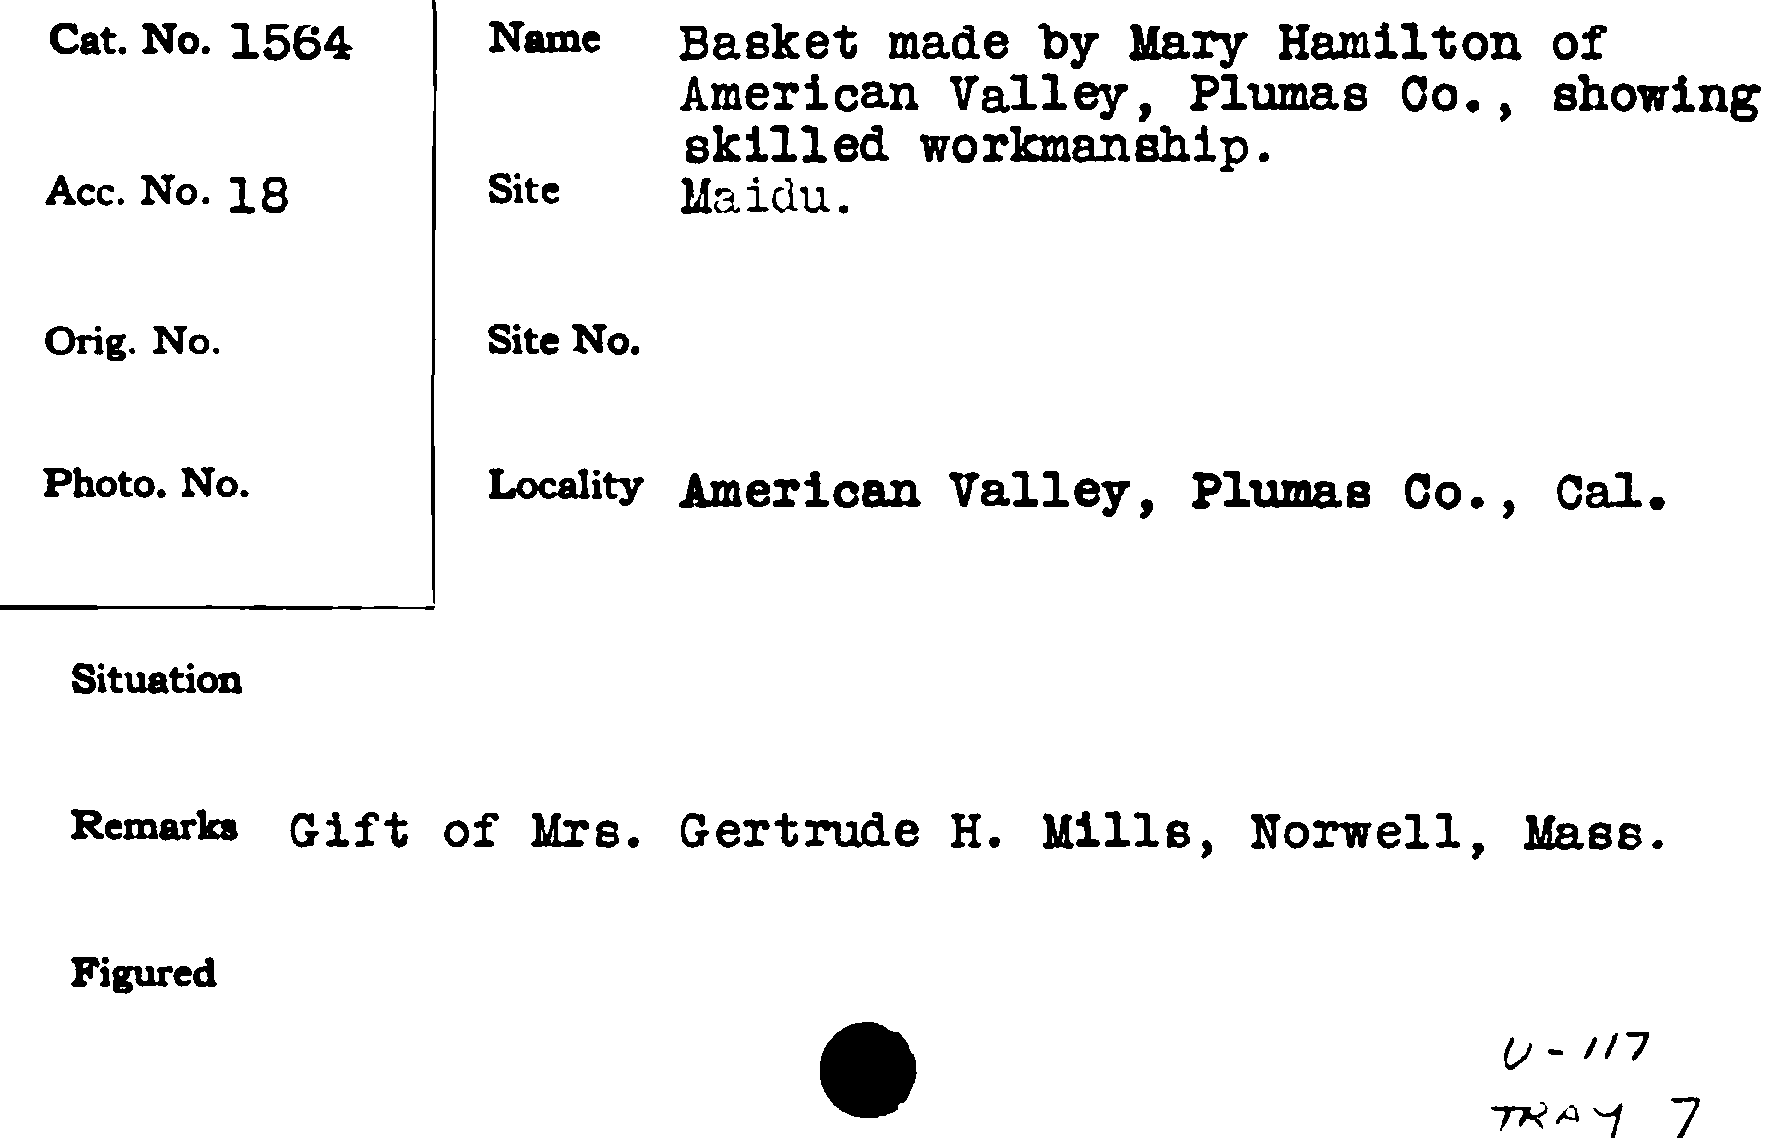 Cat. No. 1564
Name Basket made by Mary Hamilton of
American Valley, Plumas Co., showing
skilled workmanship.
Acc. No. 18
Site Maidu.
Orig. No.
Site No.
Photo. No.
Locality American Valley, Plumas Co., Cal.
Situation
Remarks Gift of Mrs. Gertrude H. Mills, Norwell, Mass.
Figured
U-117
TRAY 7